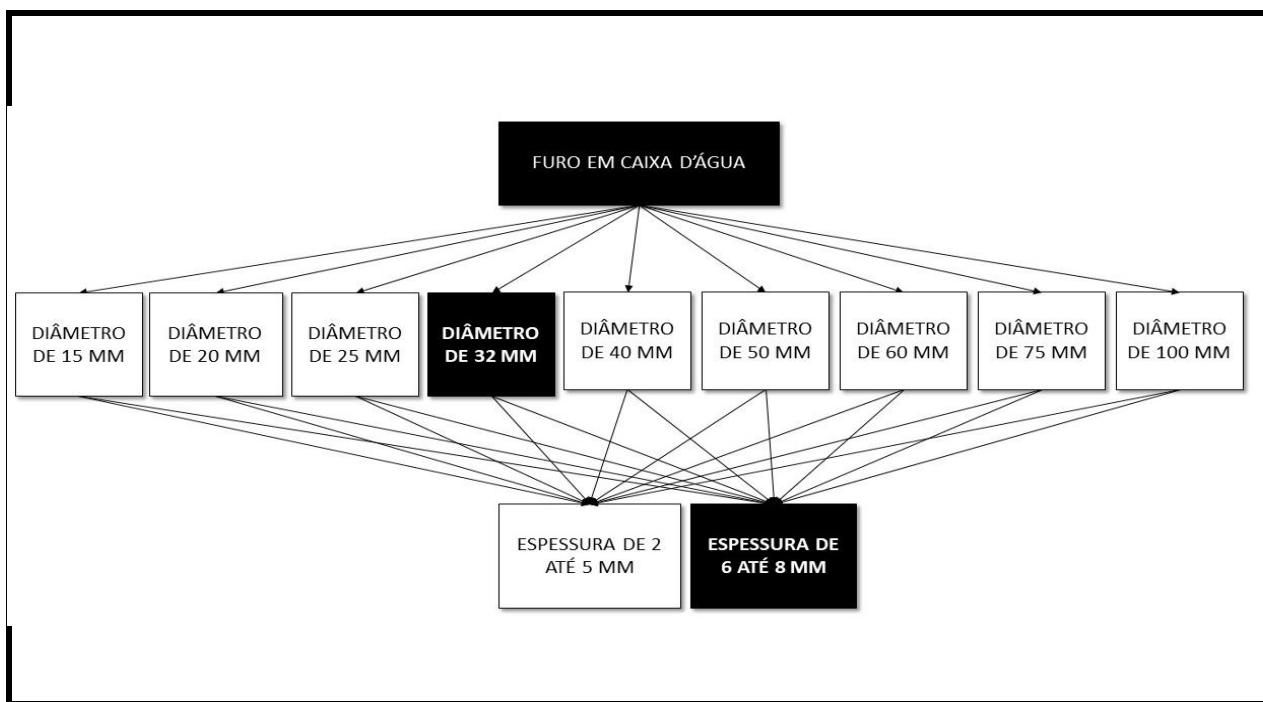 FURO EM CAIXA D’ÁGUA
DIÂMETRO
DE 15 MM
DIÂMETRO
DE 20 MM
DIÂMETRO
DE 25 MM
DIÂMETRO
DE 32 MM
DIÂMETRO
DE 40 MM
DIÂMETRO
DE 50 MM
DIÂMETRO
DE 60 MM
DIÂMETRO
DE 75 MM
DIÂMETRO
DE 100 MM
ESPESSURA DE 2
ATÉ 5 MM
ESPESSURA DE
6 ATÉ 8 MM